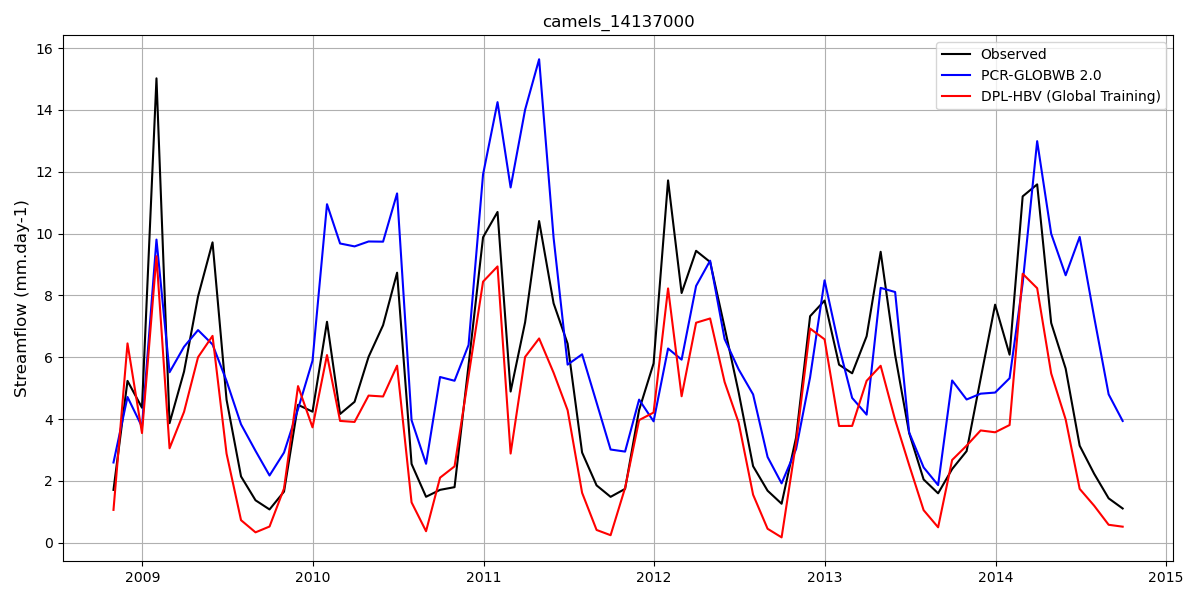 camels_14137000
Streamflow (mm.day-1)
16
14
12
10
8
6
4
2
0
Observed
PCR-GLOBWB 2.0
DPL-HBV (Global Training)
2009 2010 2011 2012 2013 2014 2015